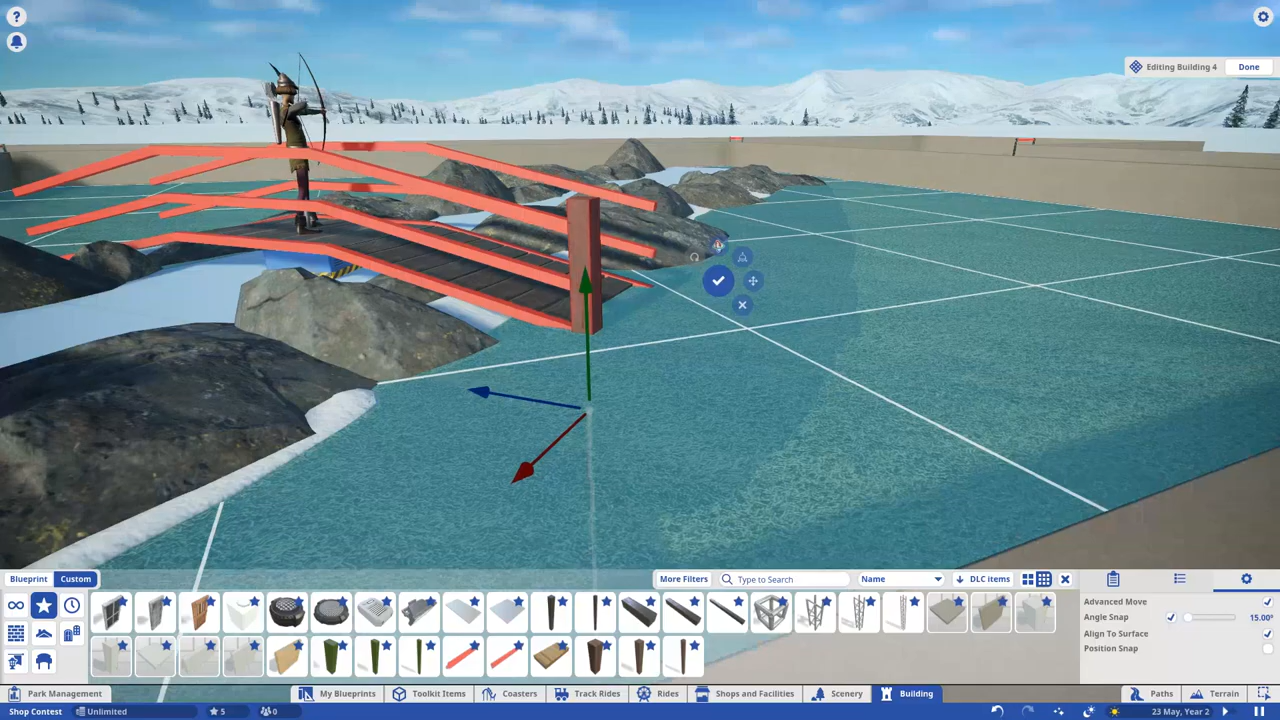 Editing Building 4 Done
Blueprint Custom More Filters Type to Search Name DLC items
Advanced Move
Angle Snap 15.00°
Align To Surface
Position Snap
Park Management My Blueprints Toolkit Items Coasters Track Rides Rides Shops and Facilities Scenery Building Paths Terrain
Shop Contest Unlimited 5 0 23 May, Year 2